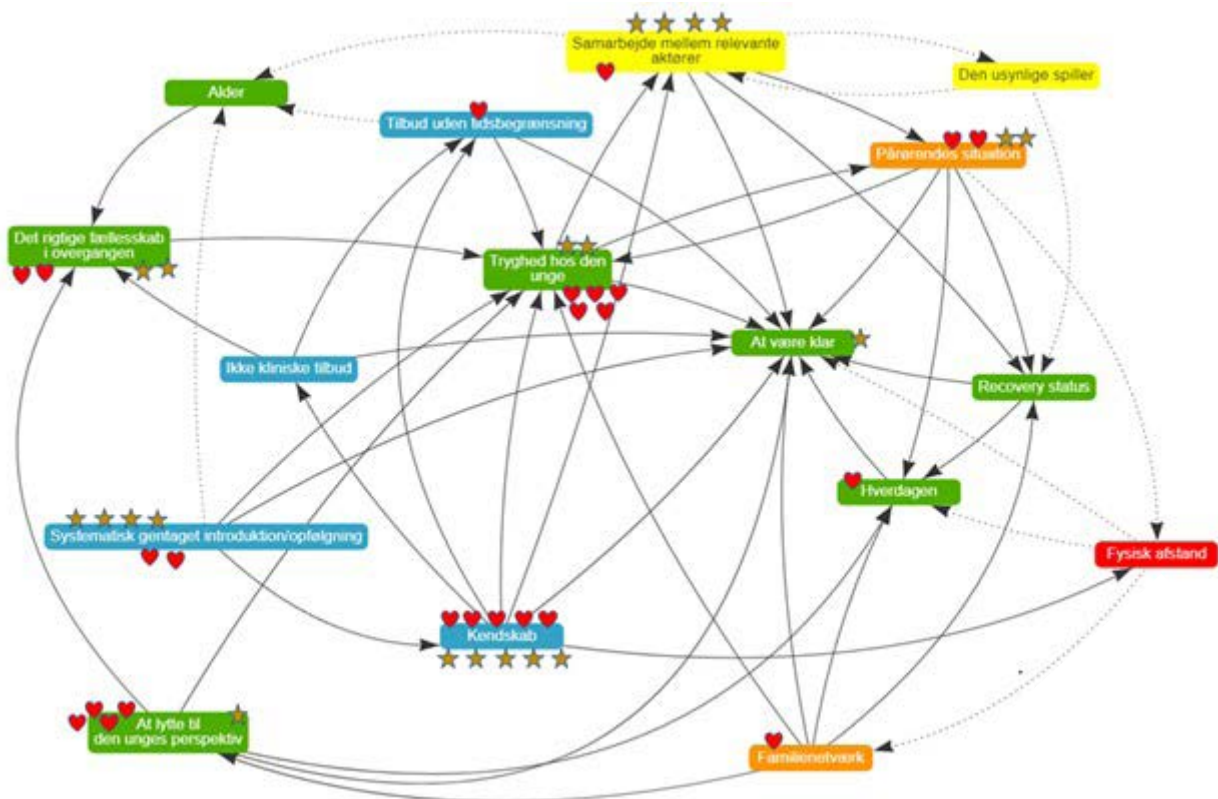 Samarbejde mellem relevante
aktører
Den usynlige spiller
Alder
Tilbud uden tidsbegrænsning
Pårørendes situation
Det rigtige fællesskab
i overgangen
Tryghed hos den
unge
At være klar
Ikke kliniske tilbud
Recovery status
Hverdagen
Systematisk gentaget introduktion/opfølgning
Fysisk afstand
Kendskab
At lytte til
den unges perspektiv
Familienetværk